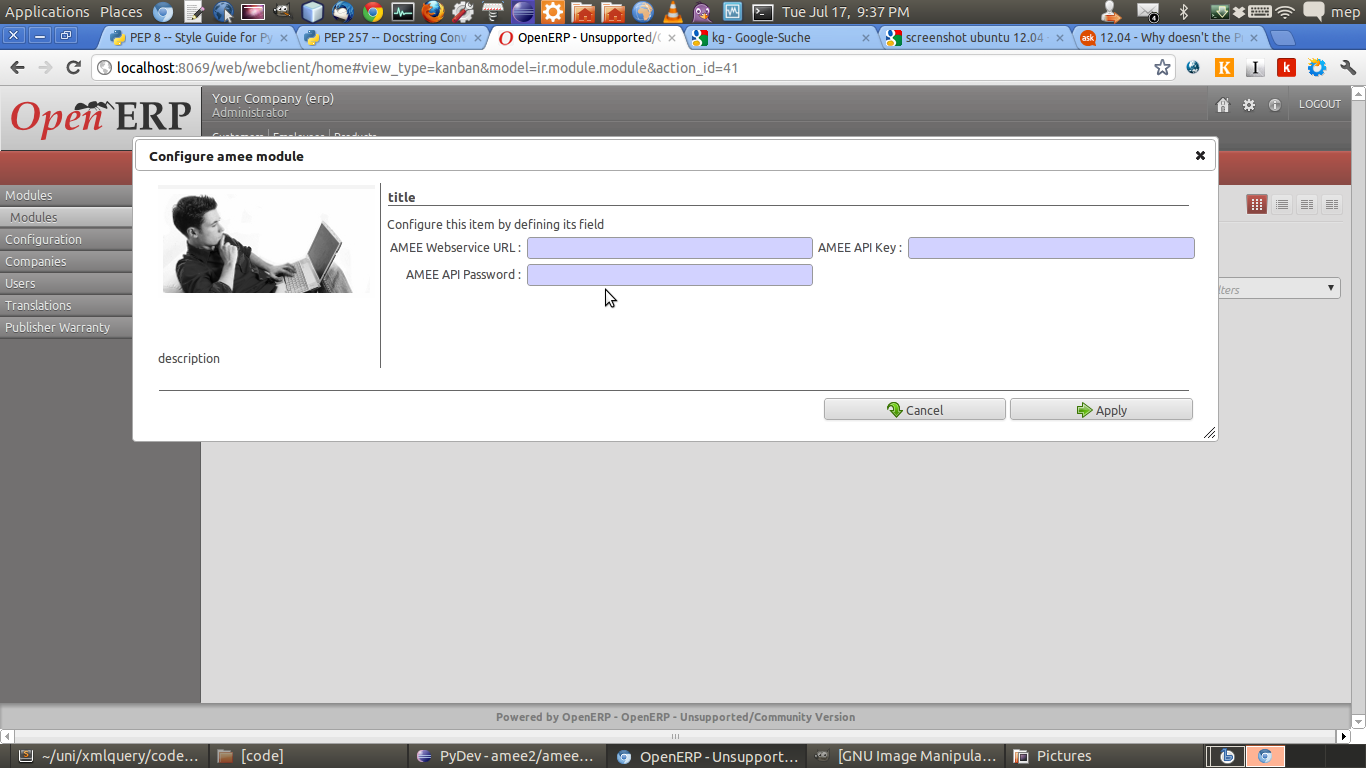 Applications Places Tue Jul 17, 9:37 PM 4 mep
PEP 8 -- Style Guide for Py PEP 257 -- Docstring Conv OpenERP - Unsupported/C kg - Google-Suche screenshot ubuntu 12.04 ask 12.04 - Why doesn't the P
localhost:8069/web/webclient/home#view_type=kanban&model=ir.module.module&action_id=41
Open ERP
Your Company (erp)
Administrator
LOGOUT
Customers Employees Products
Configure amee module
Modules
Modules
Configuration
Companies
Users
Translations
Publisher Warranty
title
Configure this item by defining its field
AMEE Webservice URL : AMEE API Key :
AMEE API Password :
lters
description
Cancel Apply
Powered by OpenERP - OpenERP - Unsupported/Community Version
~/uni/xmlquery/code... [code] PyDev - amee2/amee... OpenERP - Unsupport... [GNU Image Manipula... Pictures